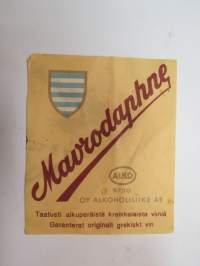 Mavrodaphne
ALKO
OY ALKOHOLILIIKE AB
Taatusti alkuperäistä kreikkalaista viiniä
Garanterat originalt grekiskt vin